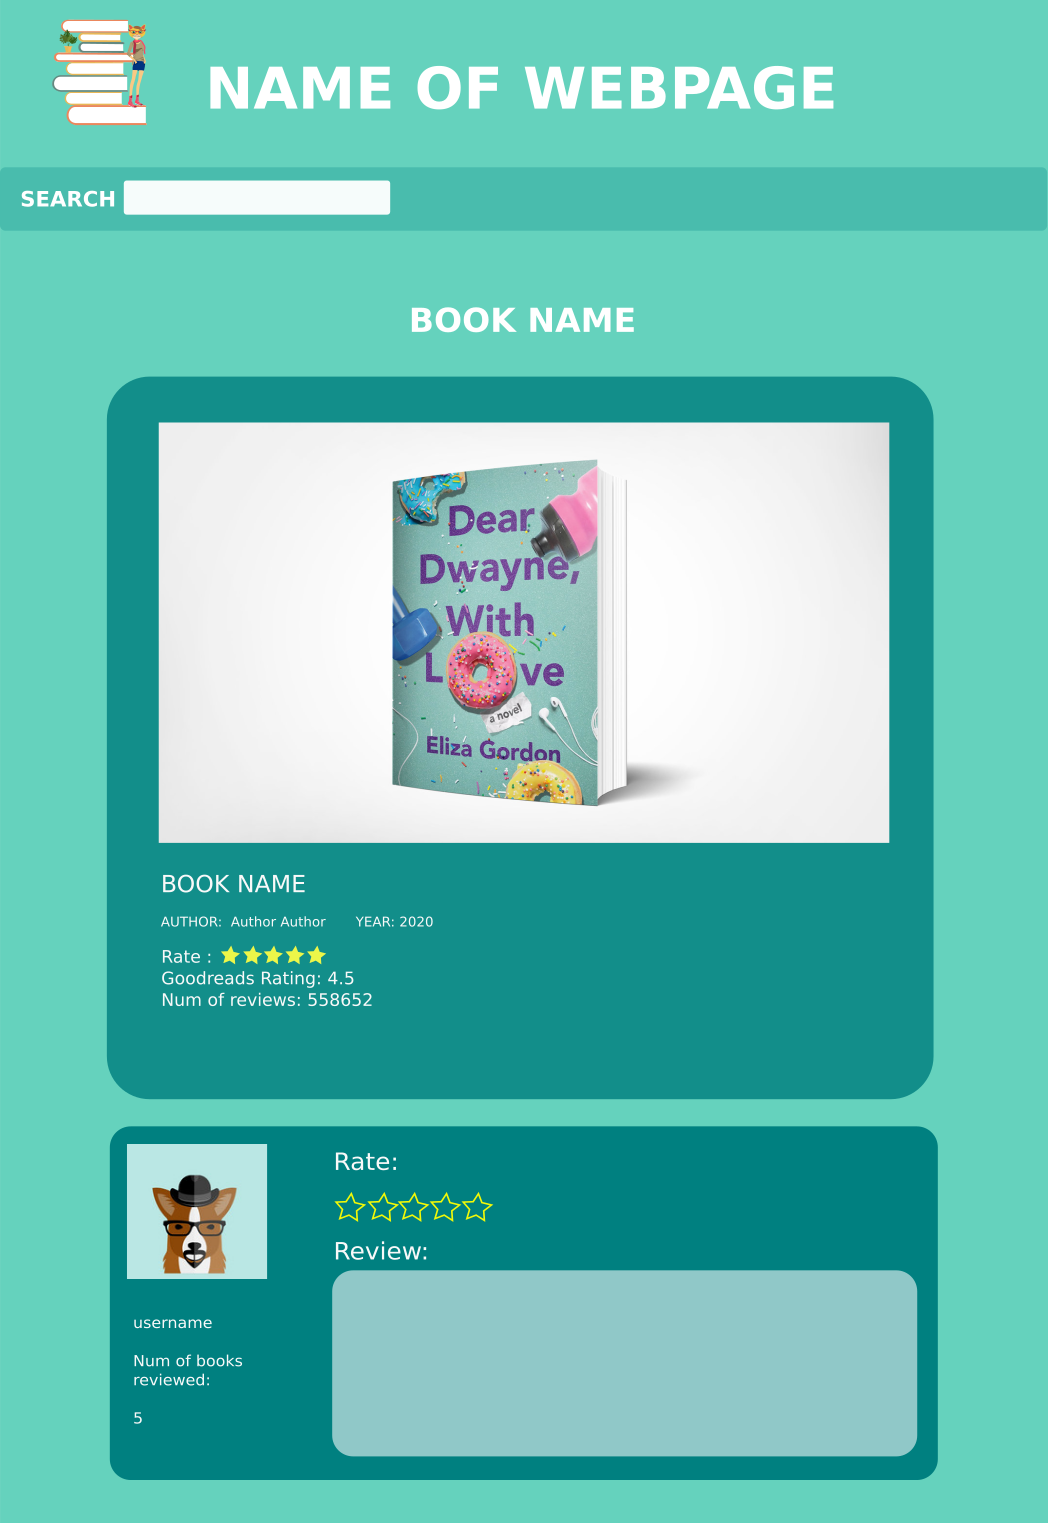 NAME OF WEBPAGE
SEARCH
BOOK NAME
Dear
Dwayne,
With
L ve
a novel
Eliza Gordon
BOOK NAME
AUTHOR: Author Author YEAR: 2020
Rate :
Goodreads Rating: 4.5
Num of reviews: 558652
Rate:
Review:
username
Num of books
reviewed:
5